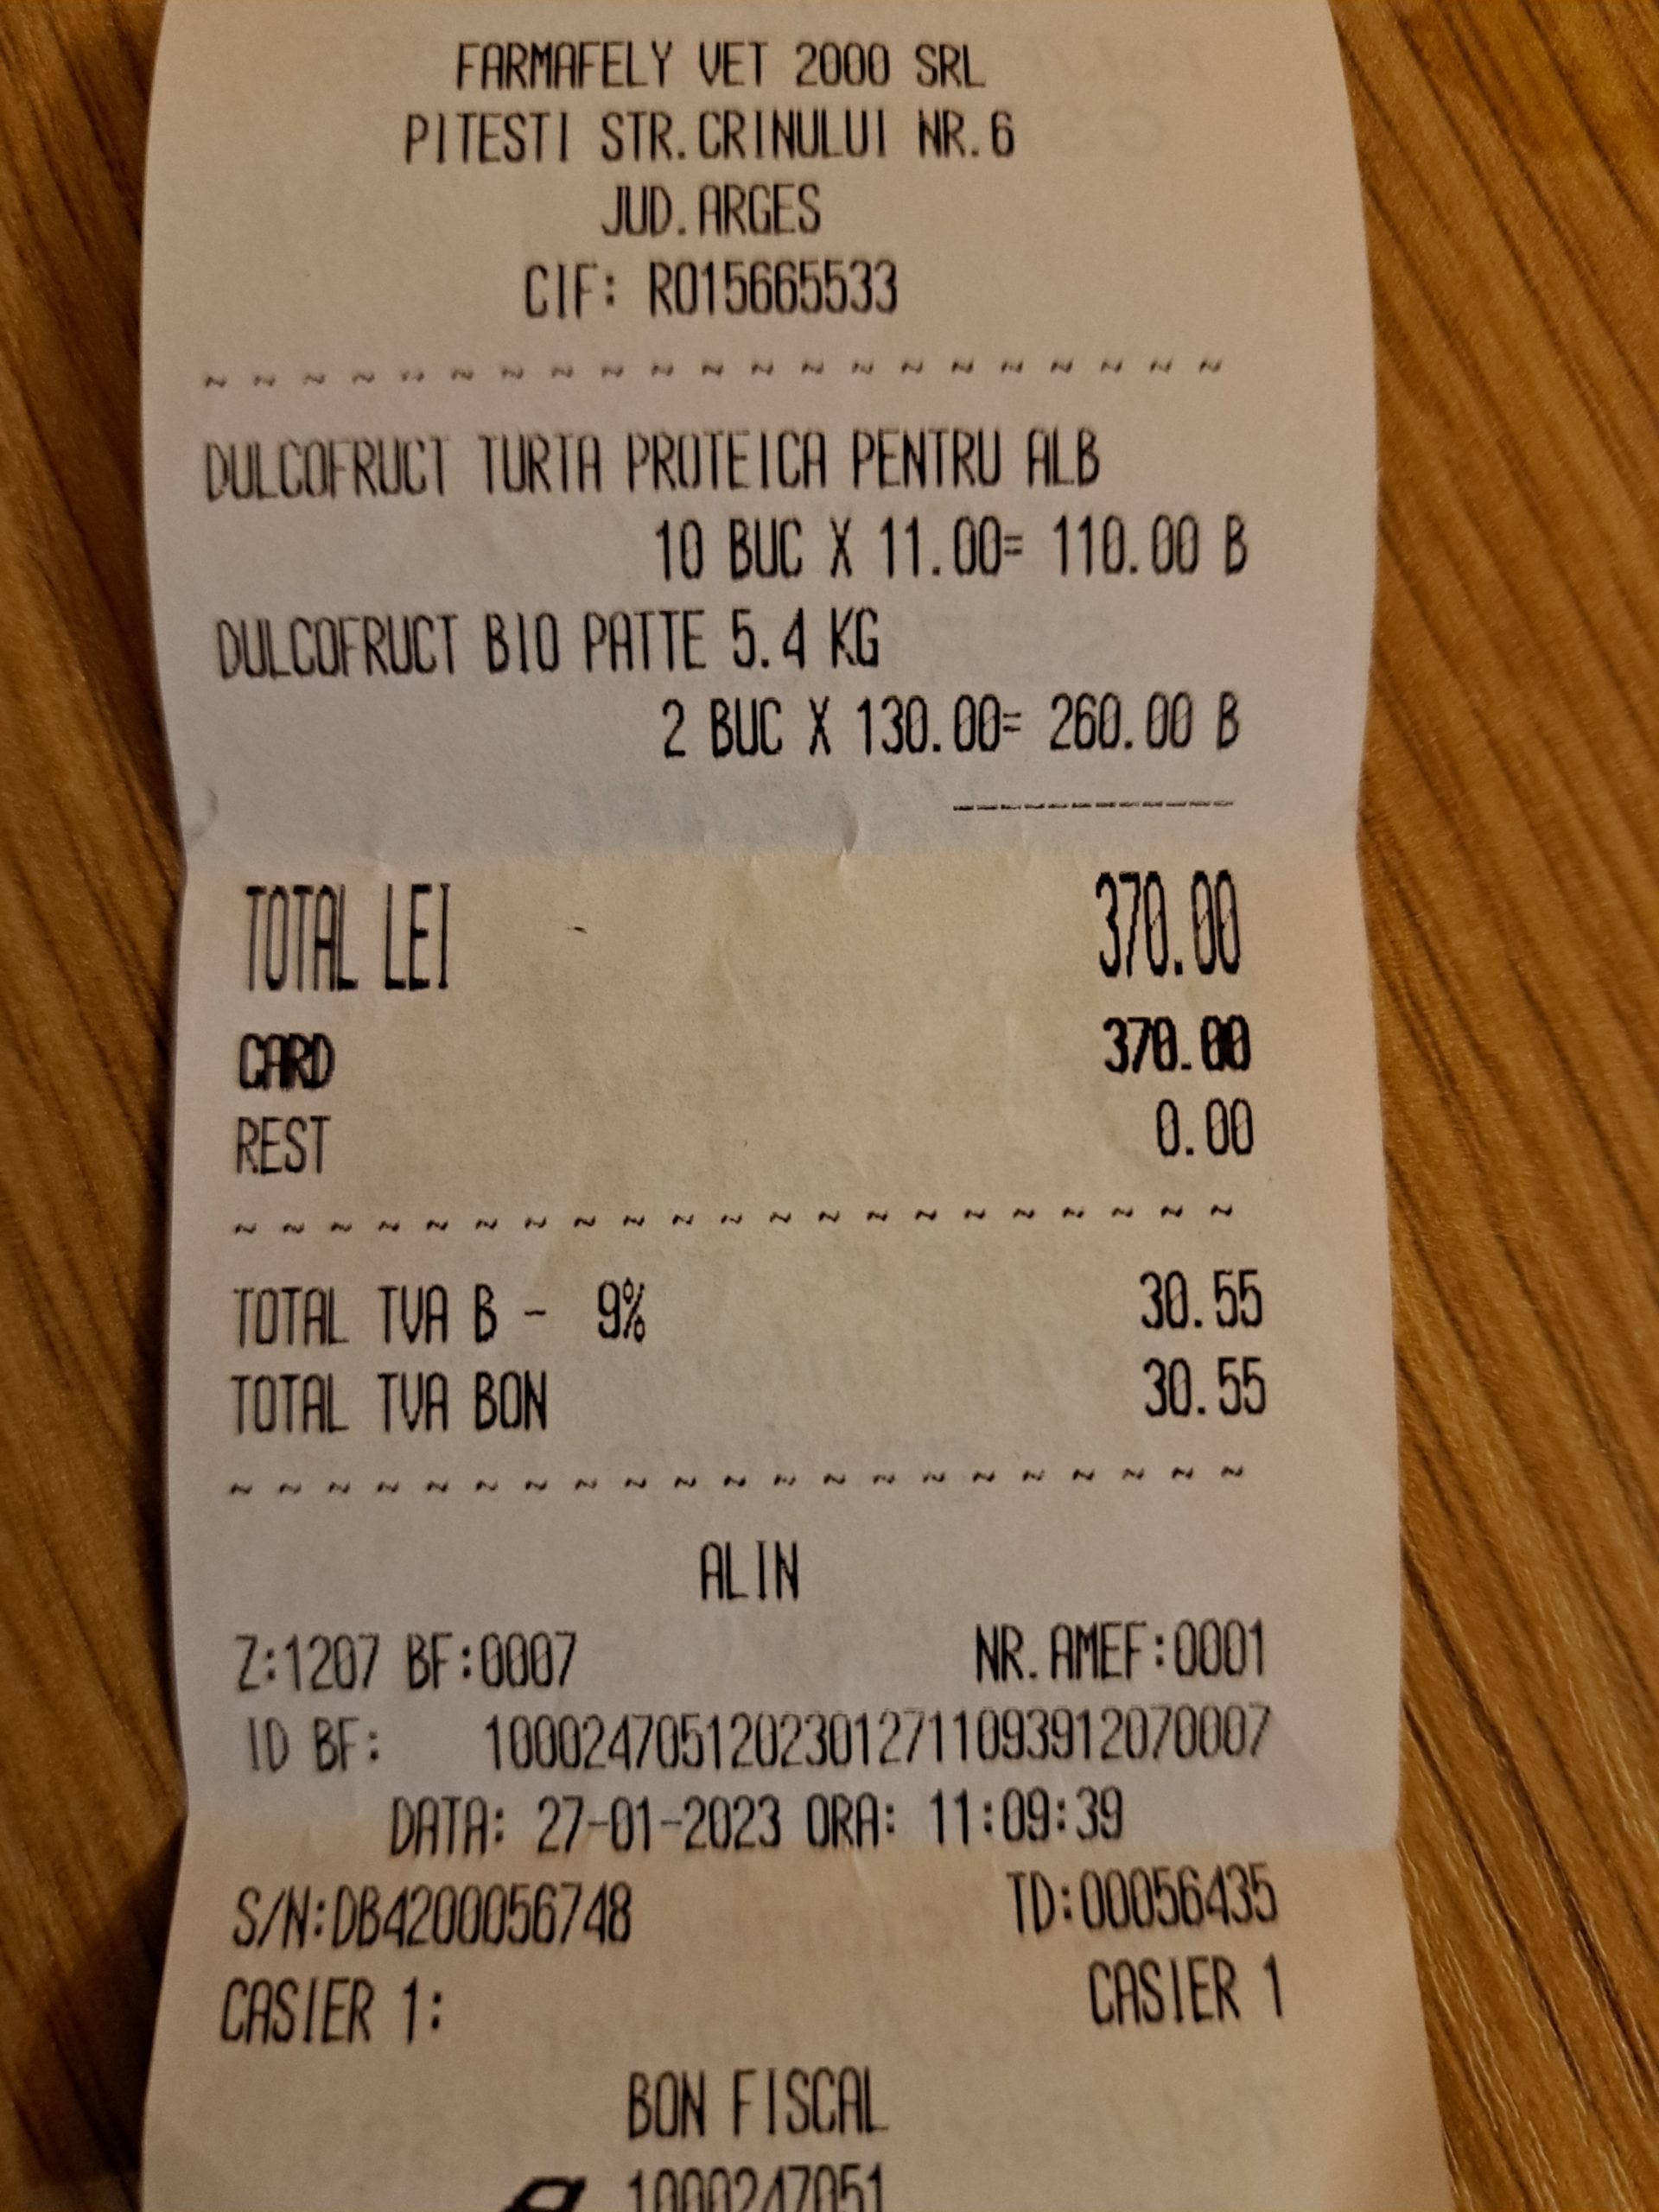 FARMAFELY VET 2000 SRL
PITESTI STR.CRINULUI NR.6
JUD.ARGES
CIF: RO15665533
~ ~ ~ ~ ~ ~ ~ ~ ~ ~ ~ ~ ~ ~ ~ ~ ~ ~ ~ ~ ~
DULCOFRUCT TURTA PROTEICA PENTRU ALB
10 BUC X 11.00= 110.00 B
DULCOFRUCT BIO PATTE 5.4 KG
2 BUC X 130.00= 260.00 B
------------
TOTAL LEI 370.00
CARD 370.00
REST 0.00
~ ~ ~ ~ ~ ~ ~ ~ ~ ~ ~ ~ ~ ~ ~ ~ ~ ~ ~ ~ ~
TOTAL TVA B - 9% 30.55
TOTAL TVA BON 30.55
~ ~ ~ ~ ~ ~ ~ ~ ~ ~ ~ ~ ~ ~ ~ ~ ~ ~ ~ ~ ~
ALIN
Z:1207 BF:0007 NR.AMEF:0001
ID BF: 10002470512023012711093912070007
DATA: 27-01-2023 ORA: 11:09:39
S/N:DB4200056748 TD:00056435
CASIER 1: CASIER 1
BON FISCAL
1000247051